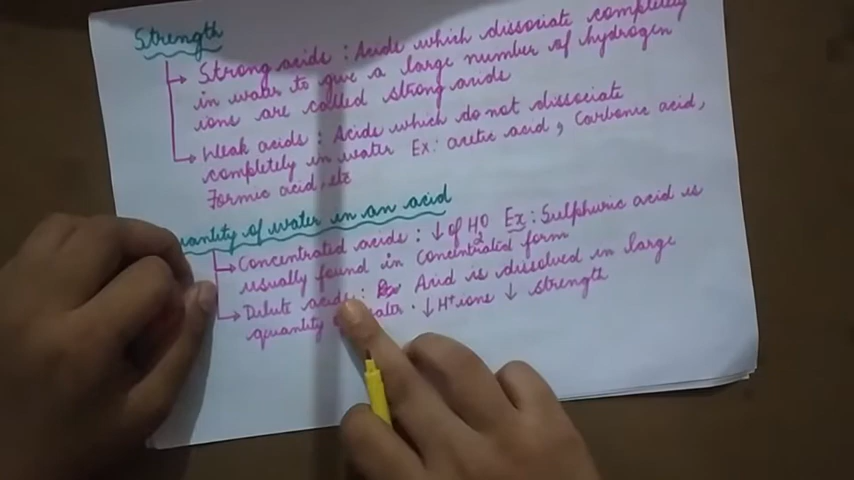 Strength
Strong acids : Acids which dissociate completely
in water to give a large number of hydrogen
ions are called strong acids
Weak acids : Acids which do not dissociate
completely in water Ex: acetic acid, Carbonic acid,
Formic acid, etc
uantity of water in an acid
Concentrated acids : ↓ of H2O Ex : Sulphuric acid is
usually found in concentrated form
Dilute acids : Acid is dissolved in large
quantity ater . ↓ H+ ions ↓ strength